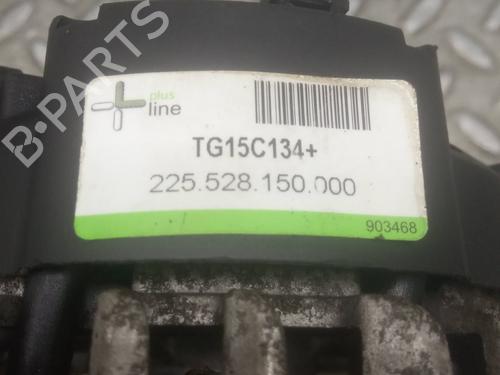 B-PARTS
plus
line
TG15C134+
225.528.150.000
903468